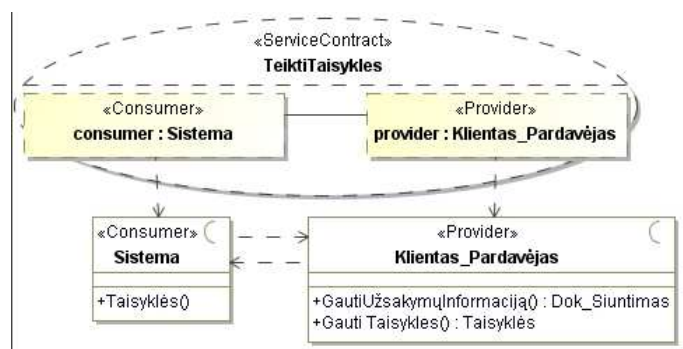 «ServiceContract»
TeiktiTaisykles
«Consumer»
consumer : Sistema
«Provider»
provider : Klientas_Pardavėjas
«Consumer»
Sistema
+Taisyklės()
«Provider»
Klientas_Pardavėjas
+GautiUžsakymųInformaciją() : Dok_Siuntimas
+Gauti Taisykles() : Taisyklės